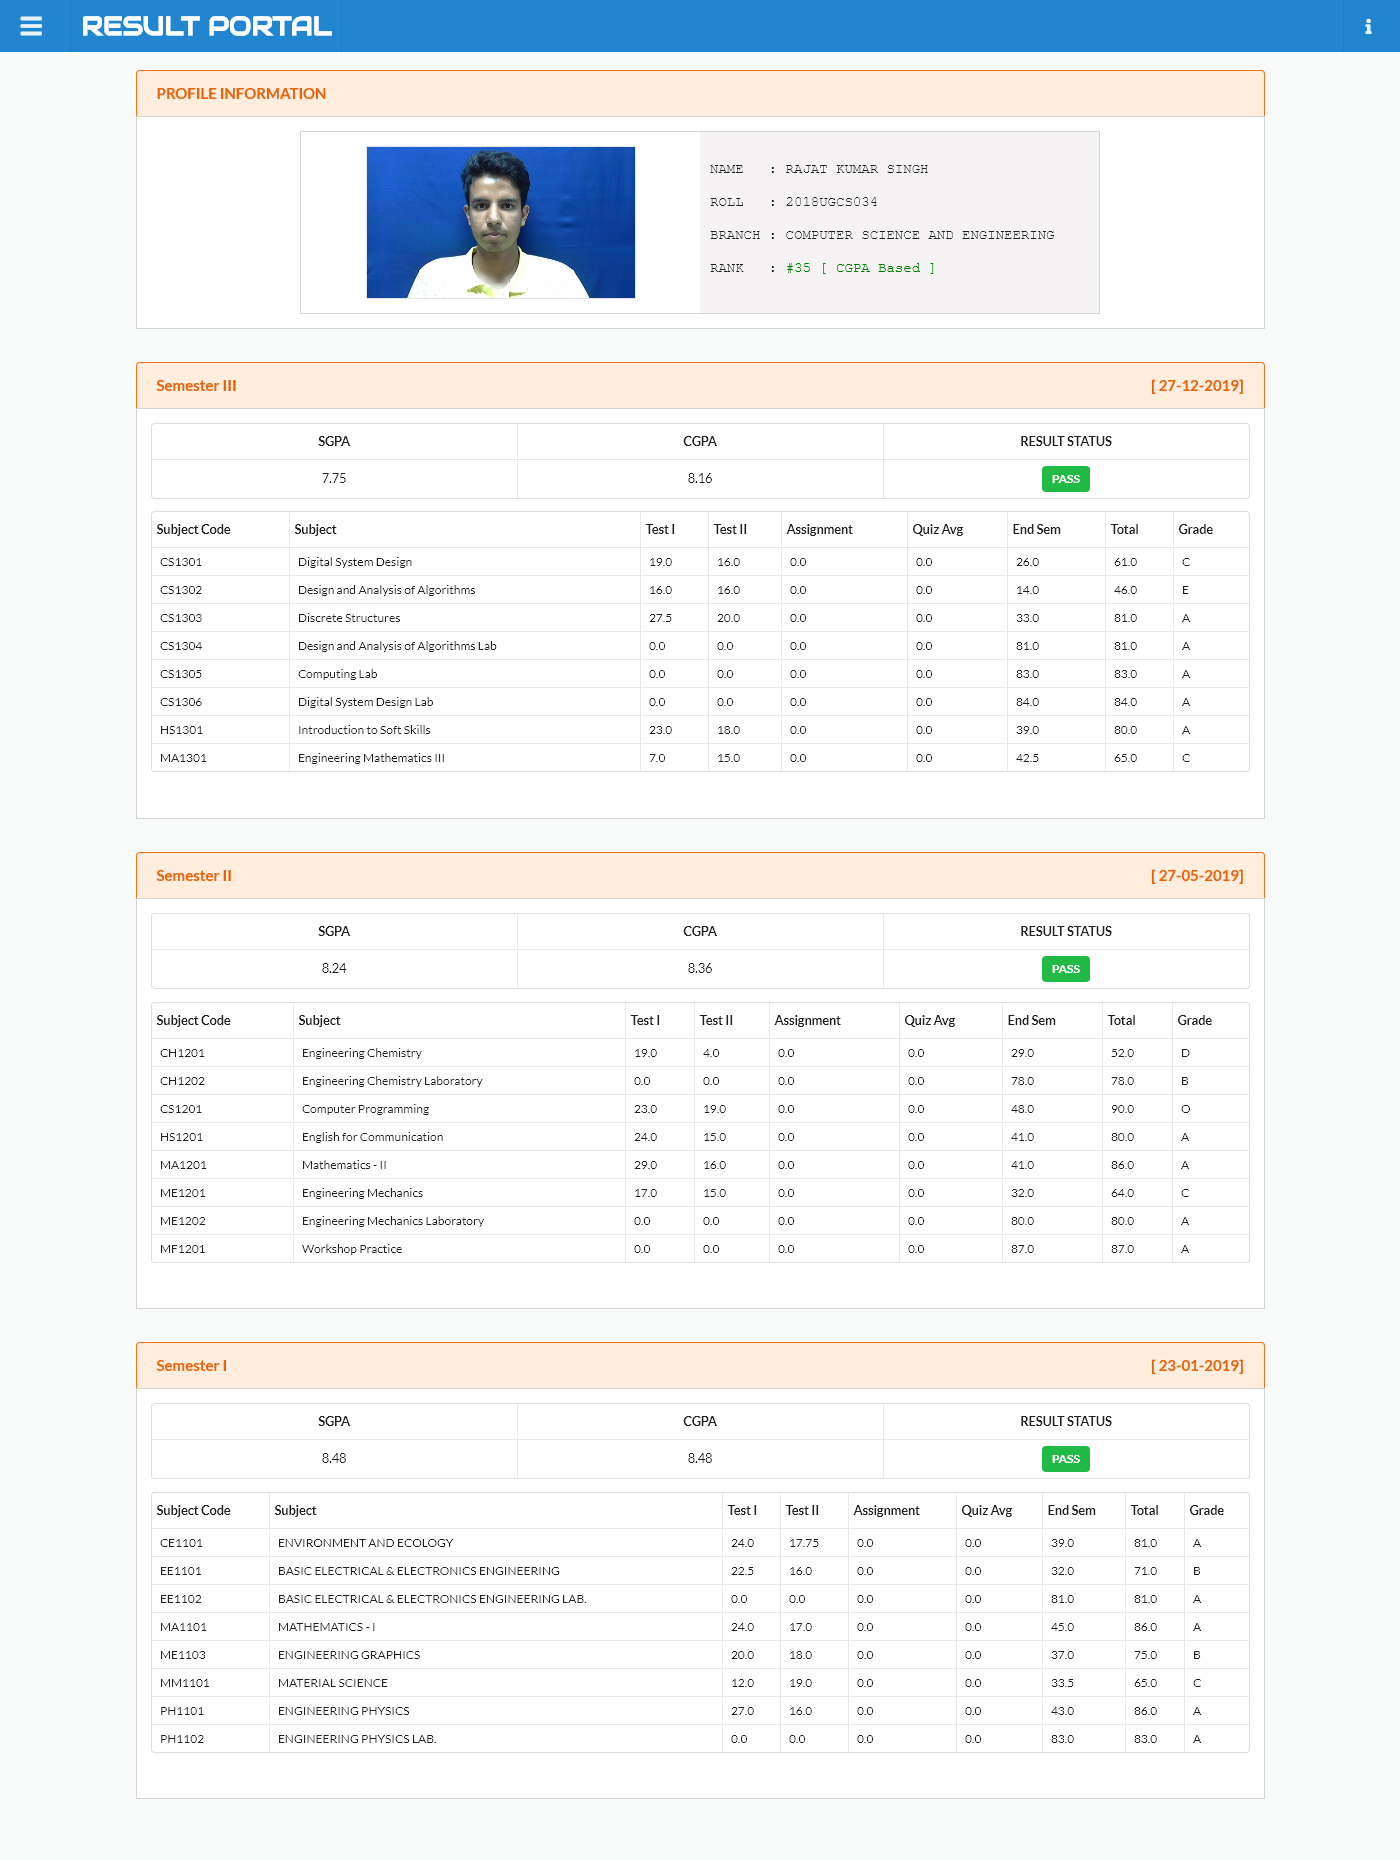 RESULT PORTAL
PROFILE INFORMATION
NAME : RAJAT KUMAR SINGH
ROLL : 2018UGCS034
BRANCH : COMPUTER SCIENCE AND ENGINEERING
RANK : #35 [ CGPA Based ]
Semester III [ 27-12-2019]
SGPA CGPA RESULT STATUS
7.75 8.16 PASS
Subject Code Subject Test I Test II Assignment Quiz Avg End Sem Total Grade
CS1301 Digital System Design 19.0 16.0 0.0 0.0 26.0 61.0 C
CS1302 Design and Analysis of Algorithms 16.0 16.0 0.0 0.0 14.0 46.0 E
CS1303 Discrete Structures 27.5 20.0 0.0 0.0 33.0 81.0 A
CS1304 Design and Analysis of Algorithms Lab 0.0 0.0 0.0 0.0 81.0 81.0 A
CS1305 Computing Lab 0.0 0.0 0.0 0.0 83.0 83.0 A
CS1306 Digital System Design Lab 0.0 0.0 0.0 0.0 84.0 84.0 A
HS1301 Introduction to Soft Skills 23.0 18.0 0.0 0.0 39.0 80.0 A
MA1301 Engineering Mathematics III 7.0 15.0 0.0 0.0 42.5 65.0 C
Semester II [ 27-05-2019]
SGPA CGPA RESULT STATUS
8.24 8.36 PASS
Subject Code Subject Test I Test II Assignment Quiz Avg End Sem Total Grade
CH1201 Engineering Chemistry 19.0 4.0 0.0 0.0 29.0 52.0 D
CH1202 Engineering Chemistry Laboratory 0.0 0.0 0.0 0.0 78.0 78.0 B
CS1201 Computer Programming 23.0 19.0 0.0 0.0 48.0 90.0 O
HS1201 English for Communication 24.0 15.0 0.0 0.0 41.0 80.0 A
MA1201 Mathematics - II 29.0 16.0 0.0 0.0 41.0 86.0 A
ME1201 Engineering Mechanics 17.0 15.0 0.0 0.0 32.0 64.0 C
ME1202 Engineering Mechanics Laboratory 0.0 0.0 0.0 0.0 80.0 80.0 A
MF1201 Workshop Practice 0.0 0.0 0.0 0.0 87.0 87.0 A
Semester I [ 23-01-2019]
SGPA CGPA RESULT STATUS
8.48 8.48 PASS
Subject Code Subject Test I Test II Assignment Quiz Avg End Sem Total Grade
CE1101 ENVIRONMENT AND ECOLOGY 24.0 17.75 0.0 0.0 39.0 81.0 A
EE1101 BASIC ELECTRICAL & ELECTRONICS ENGINEERING 22.5 16.0 0.0 0.0 32.0 71.0 B
EE1102 BASIC ELECTRICAL & ELECTRONICS ENGINEERING LAB. 0.0 0.0 0.0 0.0 81.0 81.0 A
MA1101 MATHEMATICS - I 24.0 17.0 0.0 0.0 45.0 86.0 A
ME1103 ENGINEERING GRAPHICS 20.0 18.0 0.0 0.0 37.0 75.0 B
MM1101 MATERIAL SCIENCE 12.0 19.0 0.0 0.0 33.5 65.0 C
PH1101 ENGINEERING PHYSICS 27.0 16.0 0.0 0.0 43.0 86.0 A
PH1102 ENGINEERING PHYSICS LAB. 0.0 0.0 0.0 0.0 83.0 83.0 A